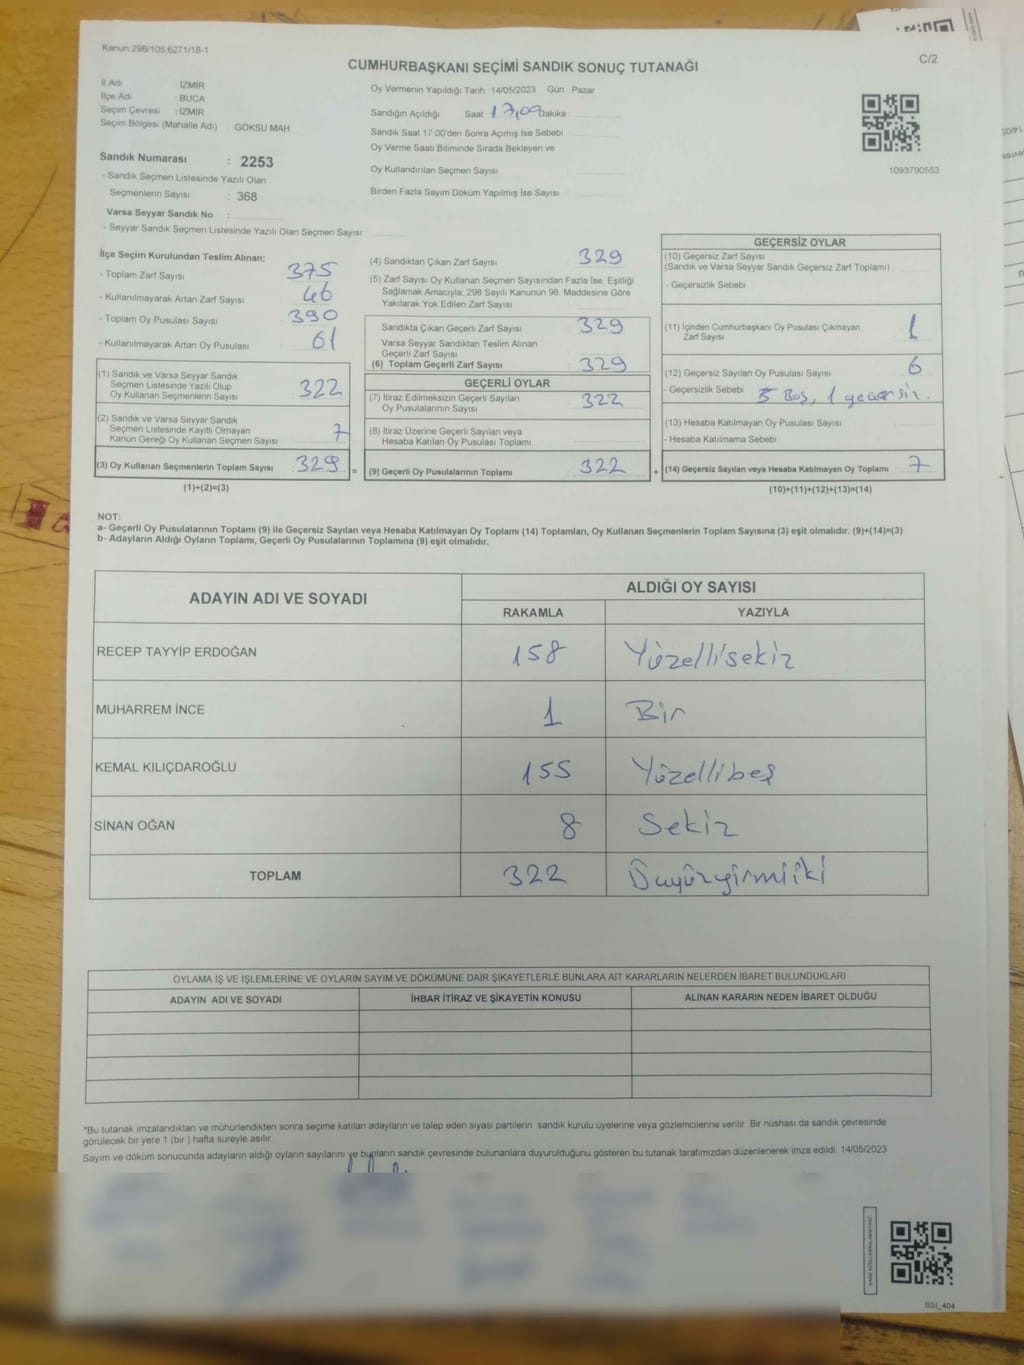 Kanun.298/105,6271/18-1
C/2
CUMHURBAŞKANI SEÇİMİ SANDIK SONUÇ TUTANAĞI
İl Adı İZMİR
İlçe Adı BUCA
Seçim Çevresi : İZMİR
Seçim Bölgesi (Mahalle Adı) GÖKSU MAH
Sandık Numarası : 2253
- Sandık Seçmen Listesinde Yazılı Olan
Seçmenlerin Sayısı : 368
Varsa Seyyar Sandık No :
- Seyyar Sandık Seçmen Listesinde Yazılı Olan Seçmen Sayısı
Oy Vermenin Yapıldığı Tarih 14/05/2023 Gün Pazar
Sandığın Açıldığı Saat 17,09 Dakika
Sandık Saat 17:00'den Sonra Açımış İse Sebebi
Oy Verme Saati Bitiminde Sırada Bekleyen ve
Oy Kullandırılan Seçmen Sayısı
Birden Fazla Sayım Döküm Yapılmış İse Sayısı
1093790553
İlçe Seçim Kurulundan Teslim Alınan;
- Toplam Zarf Sayısı 375
- Kullanılmayarak Artan Zarf Sayısı 46
- Toplam Oy Pusulası Sayısı 390
- Kullanılmayarak Artan Oy Pusulası 61
(1) Sandık ve Varsa Seyyar Sandık
Seçmen Listesinde Yazılı Olup
Oy Kullanan Seçmenlerin Sayısı 322
(2) Sandık ve Varsa Seyyar Sandık
Seçmen Listesinde Kayıtlı Olmayan
Kanun Gereği Oy Kullanan Seçmen Sayısı 7
(3) Oy Kullanan Seçmenlerin Toplam Sayısı 329 =
(1)+(2)=(3)
(4) Sandıktan Çıkan Zarf Sayısı 329
(5) Zarf Sayısı Oy Kullanan Seçmen Sayısından Fazla İse, Eşitliği
Sağlamak Amacıyla, 298 Sayılı Kanunun 98. Maddesine Göre
Yakılarak Yok Edilen Zarf Sayısı
Sandıkta Çıkan Geçerli Zarf Sayısı 329
Varsa Seyyar Sandıktan Teslim Alınan
Geçerli Zarf Sayısı
(6) Toplam Geçerli Zarf Sayısı 329
GEÇERLİ OYLAR
(7) İtiraz Edilmeksizin Geçerli Sayılan
Oy Pusulalarının Sayısı 322
(8) İtiraz Üzerine Geçerli Sayılan veya
Hesaba Katılan Oy Pusulası Toplamı
(9) Geçerli Oy Pusulalarının Toplamı 322 +
GEÇERSİZ OYLAR
(10) Geçersiz Zarf Sayısı
(Sandık ve Varsa Seyyar Sandık Geçersiz Zarf Toplamı)
- Geçersizlik Sebebi
(11) İçinden Cumhurbaşkanı Oy Pusulası Çıkmayan
Zarf Sayısı 1
(12) Geçersiz Sayılan Oy Pusulası Sayısı 6
- Geçersizlik Sebebi 5 Boş, 1 geçersiz.
(13) Hesaba Katılmayan Oy Pusulası Sayısı
- Hesaba Katılmama Sebebi
(14) Geçersiz Sayılan veya Hesaba Katılmayan Oy Toplamı 7
(10)+(11)+(12)+(13)=(14)
NOT:
a- Geçerli Oy Pusulalarının Toplamı (9) ile Geçersiz Sayılan veya Hesaba Katılmayan Oy Toplamı (14) Toplamları, Oy Kullanan Seçmenlerin Toplam Sayısına (3) eşit olmalıdır. (9)+(14)=(3)
b- Adayların Aldığı Oyların Toplamı, Geçerli Oy Pusulalarının Toplamına (9) eşit olmalıdır.
ADAYIN ADI VE SOYADI
ALDIĞI OY SAYISI
RAKAMLA YAZIYLA
RECEP TAYYİP ERDOĞAN 158 Yüzellisekiz
MUHARREM İNCE 1 Bir
KEMAL KILIÇDAROĞLU 155 Yüzellibeş
SİNAN OĞAN 8 Sekiz
TOPLAM 322 Üçyüzyirmiiki
OYLAMA İŞ VE İŞLEMLERİNE VE OYLARIN SAYIM VE DÖKÜMÜNE DAİR ŞİKAYETLERLE BUNLARA AİT KARARLARIN NELERDEN İBARET BULUNDUKLARI
ADAYIN ADI VE SOYADI İHBAR İTİRAZ VE ŞİKAYETİN KONUSU ALINAN KARARIN NEDEN İBARET OLDUĞU
*Bu tutanak imzalandıktan ve mühürlendikten sonra seçime katılan adayların ve talep eden siyasi partilerin sandık kurulu üyelerine veya gözlemcilerine verilir. Bir nüshası da sandık çevresinde
görülecek bir yere 1 (bir ) hafta süreyle asılır.
Sayım ve döküm sonucunda adayların aldığı oyların sayılarını ve bunların sandık çevresinde bulunanlara duyurulduğunu gösteren bu tutanak tarafımızdan düzenlenerek imza edildi. 14/05/2023
SSI_404